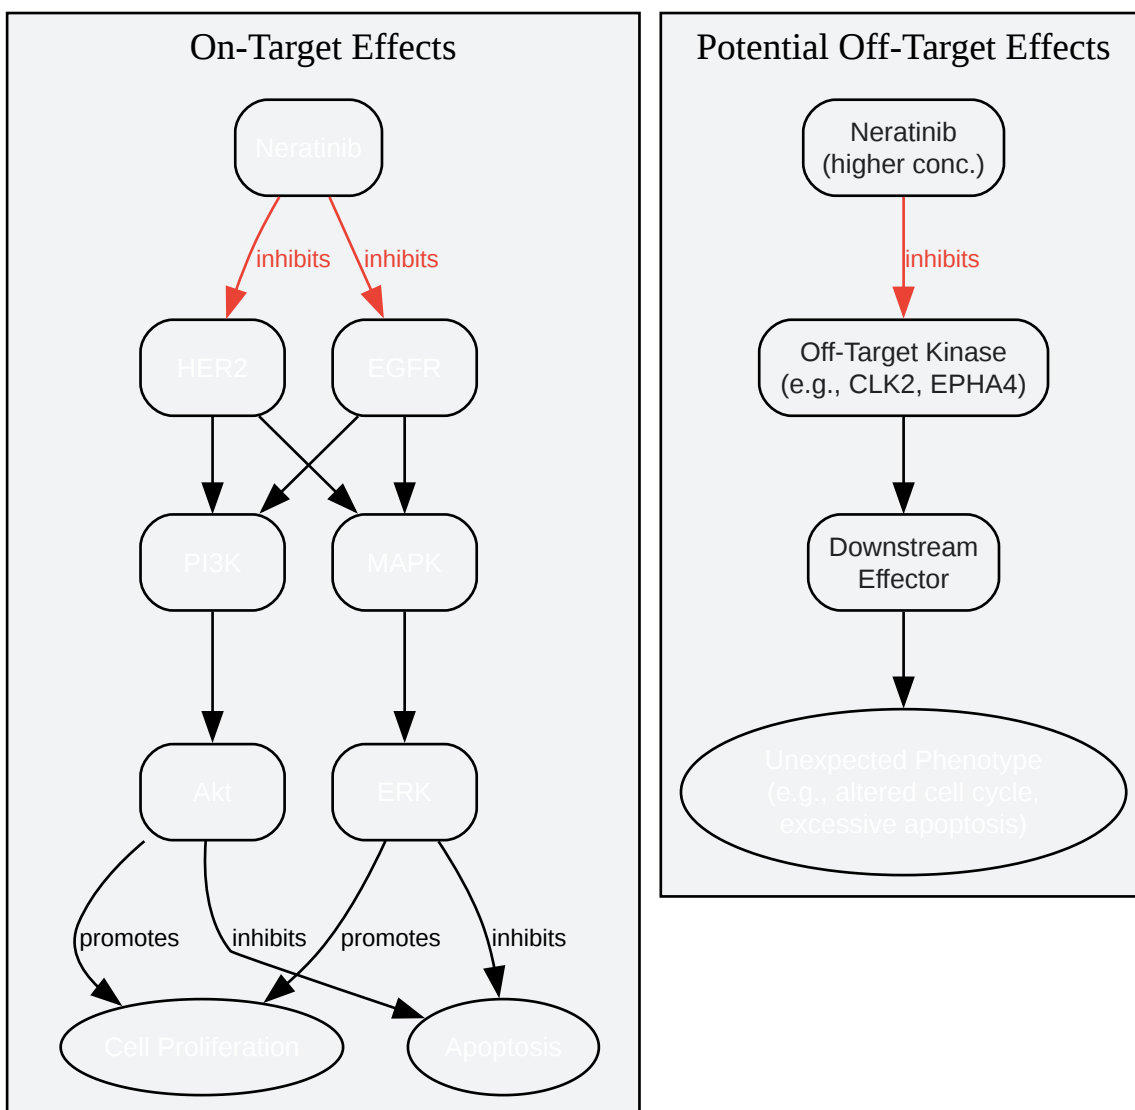 On-Target Effects
Neratinib
inhibits
inhibits
HER2
EGFR
PI3K
MAPK
Akt
ERK
promotes
inhibits
promotes
inhibits
Cell Proliferation
Apoptosis
Potential Off-Target Effects
Neratinib
(higher conc.)
inhibits
Off-Target Kinase
(e.g., CLK2, EPHA4)
Downstream
Effector
Unexpected Phenotype
(e.g., altered cell cycle,
excessive apoptosis)